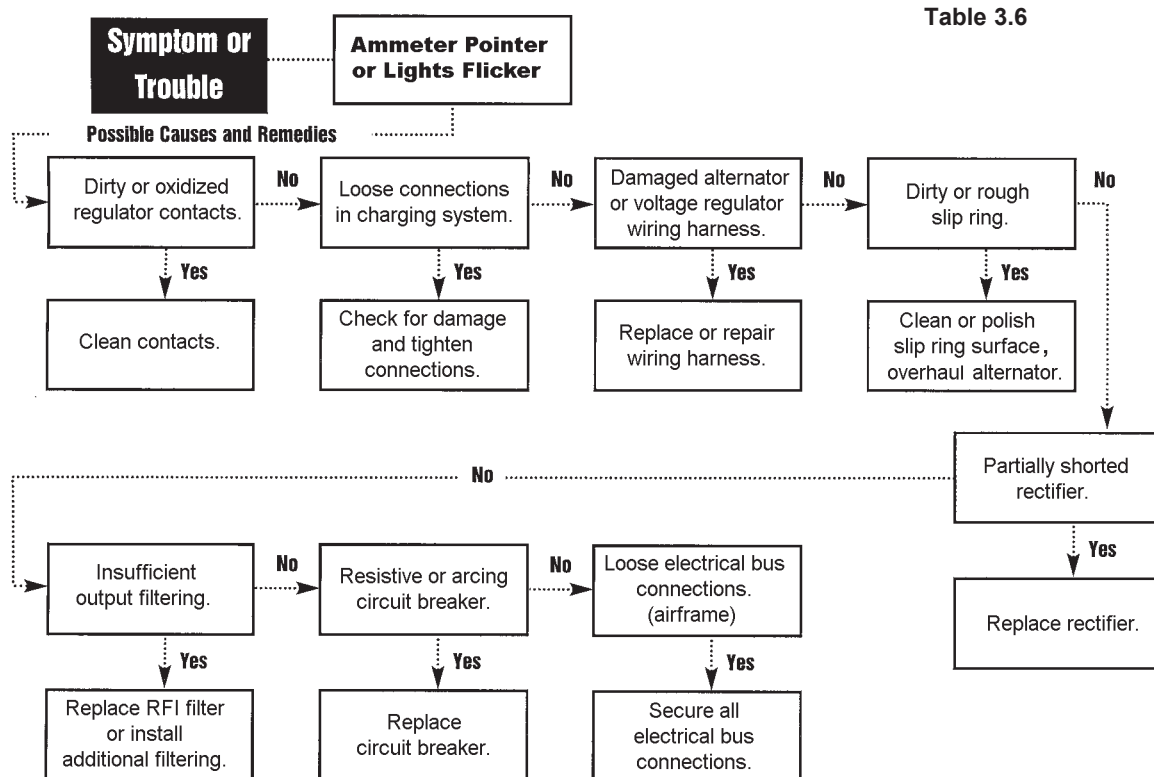 Table 3.6
Symptom or
Trouble
Ammeter Pointer
or Lights Flicker
Possible Causes and Remedies
Dirty or oxidized
regulator contacts.
No
Loose connections
in charging system.
No
Damaged alternator
or voltage regulator
wiring harness.
No
Dirty or rough
slip ring.
No
Yes
Yes
Yes
Yes
Clean contacts.
Check for damage
and tighten
connections.
Replace or repair
wiring harness.
Clean or polish
slip ring surface,
overhaul alternator.
Partially shorted
rectifier.
No
Yes
Replace rectifier.
Insufficient
output filtering.
No
Resistive or arcing
circuit breaker.
No
Loose electrical bus
connections.
(airframe)
Yes
Yes
Yes
Replace RFI filter
or install
additional filtering.
Replace
circuit breaker.
Secure all
electrical bus
connections.